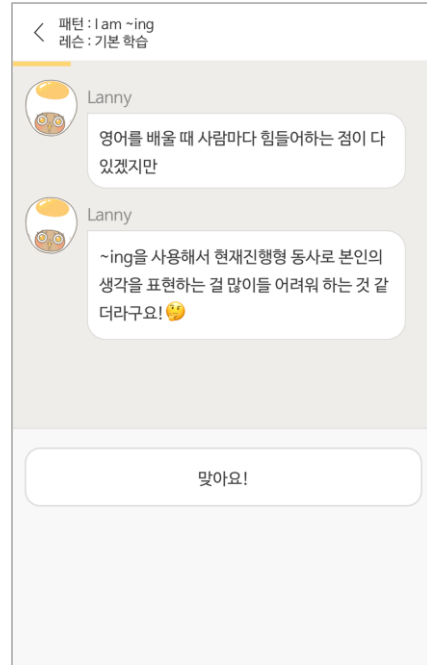 패턴 : I am ~ing
레슨 : 기본 학습
Lanny
영어를 배울 때 사람마다 힘들어하는 점이 다
있겠지만
Lanny
~ing을 사용해서 현재진행형 동사로 본인의
생각을 표현하는 걸 많이들 어려워 하는 것 같
더라구요! 🤔
맞아요!